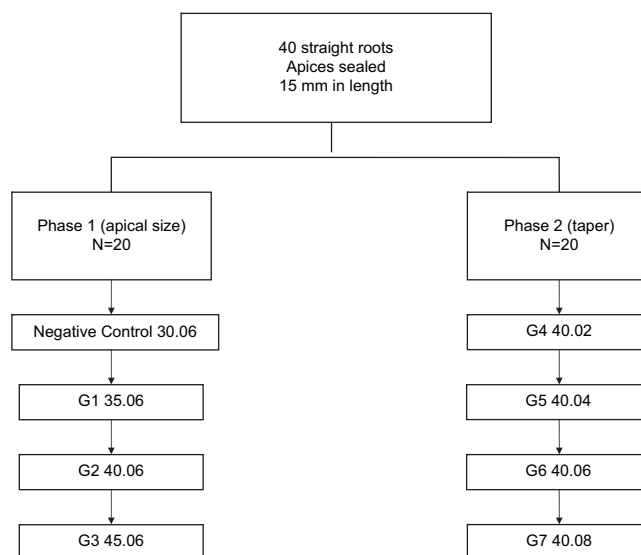 40 straight roots
Apices sealed
15 mm in length
Phase 1 (apical size)
N=20
Phase 2 (taper)
N=20
Negative Control 30.06
G4 40.02
G1 35.06
G5 40.04
G2 40.06
G6 40.06
G3 45.06
G7 40.08